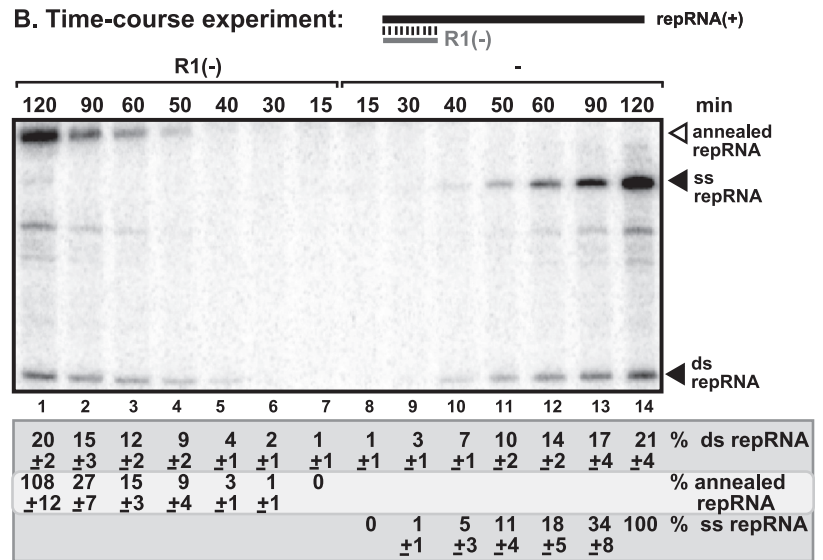 B. Time-course experiment:
repRNA(+)
R1(-)
R1(-) -
120 90 60 50 40 30 15 15 30 40 50 60 90 120 min
annealed
repRNA
ss
repRNA
ds
repRNA
1 2 3 4 5 6 7 8 9 10 11 12 13 14
20 15 12 9 4 2 1 1 3 7 10 14 17 21 % ds repRNA
±2 ±3 ±2 ±2 ±1 ±1 ±1 ±1 ±1 ±1 ±2 ±2 ±4 ±4
108 27 15 9 3 1 0 % annealed
±12 ±7 ±3 ±4 ±1 ±1 repRNA
0 1 5 11 18 34 100 % ss repRNA
±1 ±3 ±4 ±5 ±8